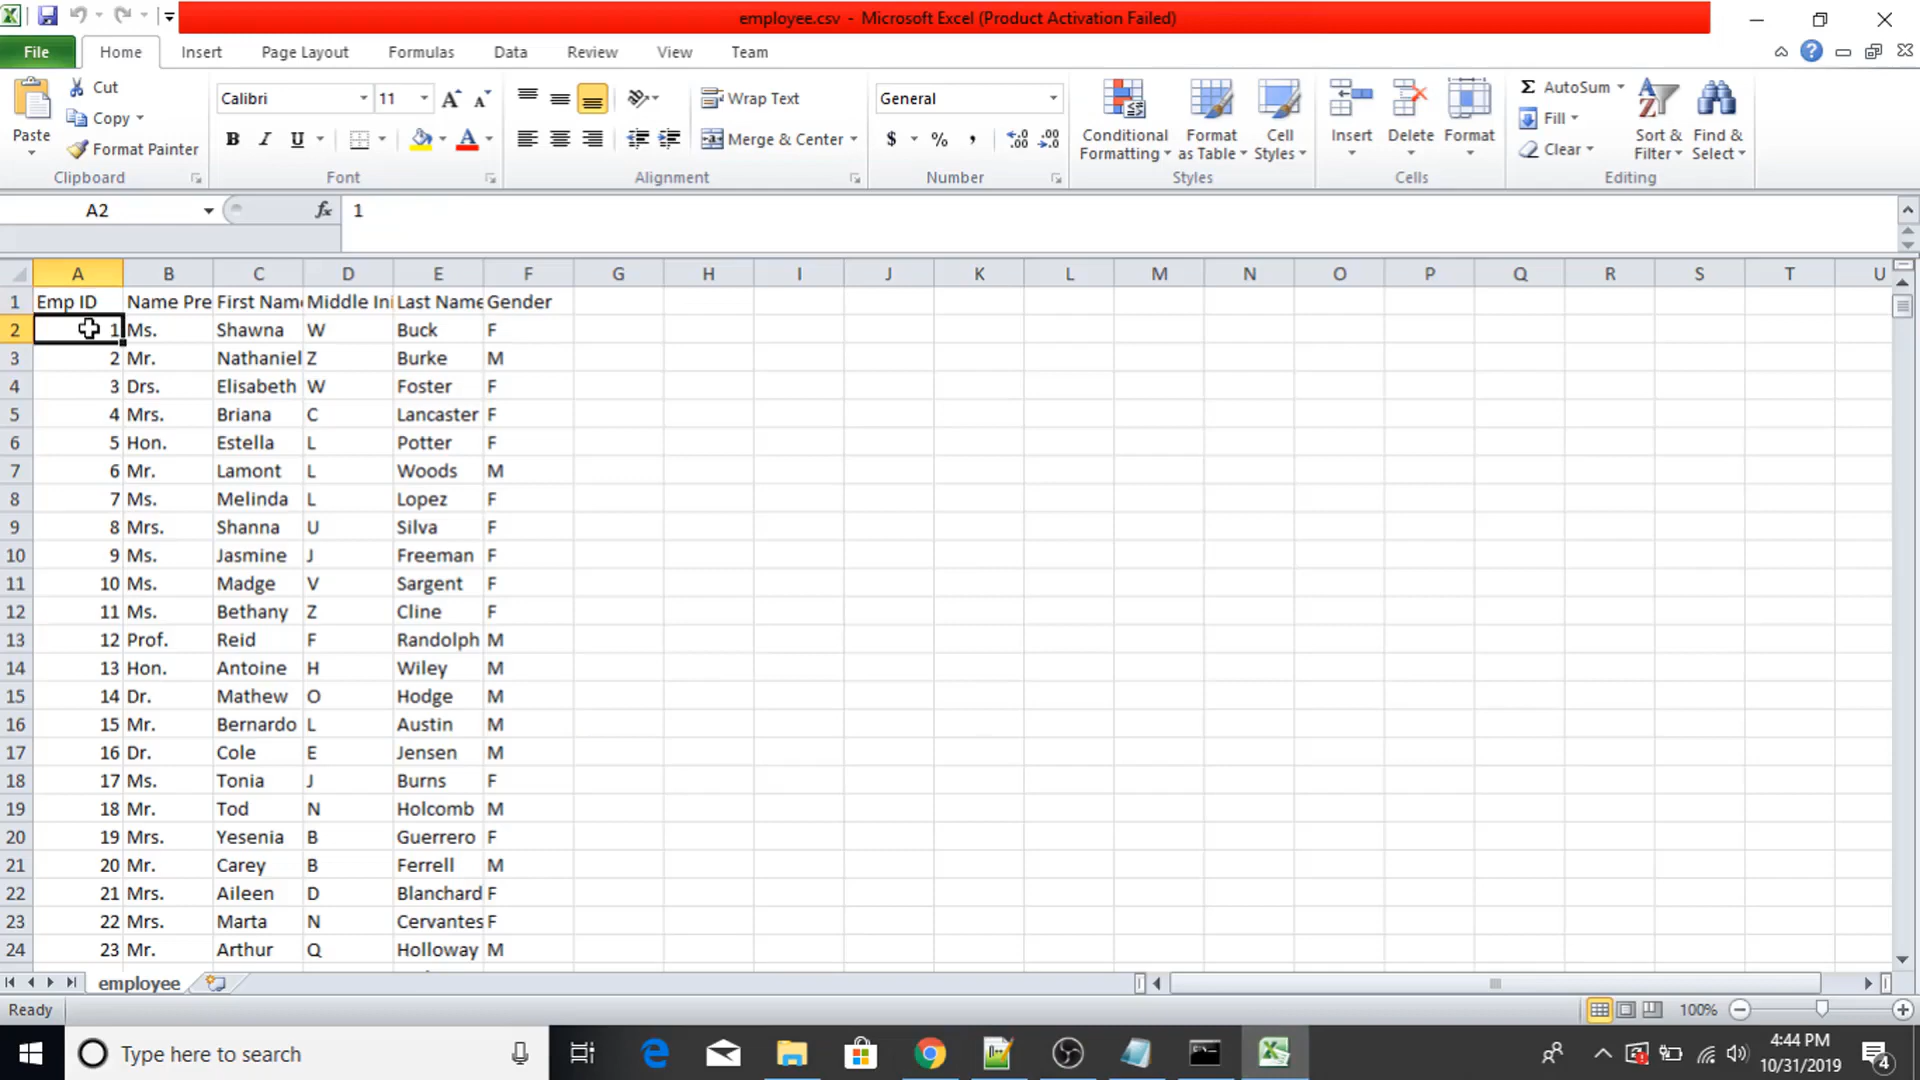 employee.csv - Microsoft Excel (Product Activation Failed)
File Home Insert Page Layout Formulas Data Review View Team
Paste Cut Copy Format Painter
Clipboard
Calibri 11
B I U
Font
Wrap Text
Merge & Center
Alignment
General
$ % ,
Number
Conditional Formatting
Format as Table
Cell Styles
Styles
Insert Delete Format
Cells
AutoSum
Fill
Clear
Sort & Filter
Find & Select
Editing
A2 fx 1
A B C D E F G H I J K L M N O P Q R S T U
1 Emp ID Name Pre First Name Middle Ini Last Name Gender
2 1 Ms. Shawna W Buck F
3 2 Mr. Nathaniel Z Burke M
4 3 Drs. Elisabeth W Foster F
5 4 Mrs. Briana C Lancaster F
6 5 Hon. Estella L Potter F
7 6 Mr. Lamont L Woods M
8 7 Ms. Melinda L Lopez F
9 8 Mrs. Shanna U Silva F
10 9 Ms. Jasmine J Freeman F
11 10 Ms. Madge V Sargent F
12 11 Ms. Bethany Z Cline F
13 12 Prof. Reid F Randolph M
14 13 Hon. Antoine H Wiley M
15 14 Dr. Mathew O Hodge M
16 15 Mr. Bernardo L Austin M
17 16 Dr. Cole E Jensen M
18 17 Ms. Tonia J Burns F
19 18 Mr. Tod N Holcomb M
20 19 Mrs. Yesenia B Guerrero F
21 20 Mr. Carey B Ferrell M
22 21 Mrs. Aileen D Blanchard F
23 22 Mrs. Marta N Cervantes F
24 23 Mr. Arthur Q Holloway M
employee
Ready 100%
Type here to search
4:44 PM
10/31/2019
4